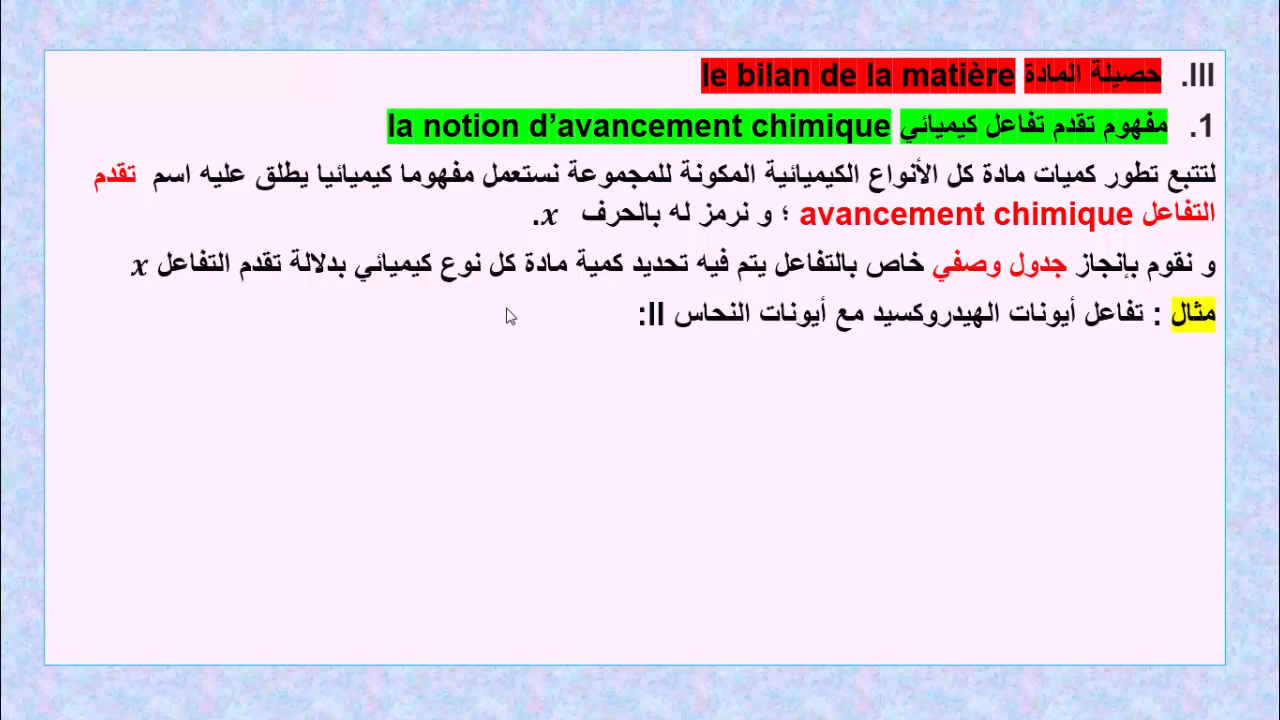 III. حصيلة المادة le bilan de la matière
1. مفهوم تقدم تفاعل كيميائي la notion d’avancement chimique
لتتبع تطور كميات مادة كل الأنواع الكيميائية المكونة للمجموعة نستعمل مفهوما كيميائيا يطلق عليه اسم تقدم
التفاعل avancement chimique ؛ و نرمز له بالحرف x.
و نقوم بإنجاز جدول وصفي خاص بالتفاعل يتم فيه تحديد كمية مادة كل نوع كيميائي بدلالة تقدم التفاعل x
مثال : تفاعل أيونات الهيدروكسيد مع أيونات النحاس II: